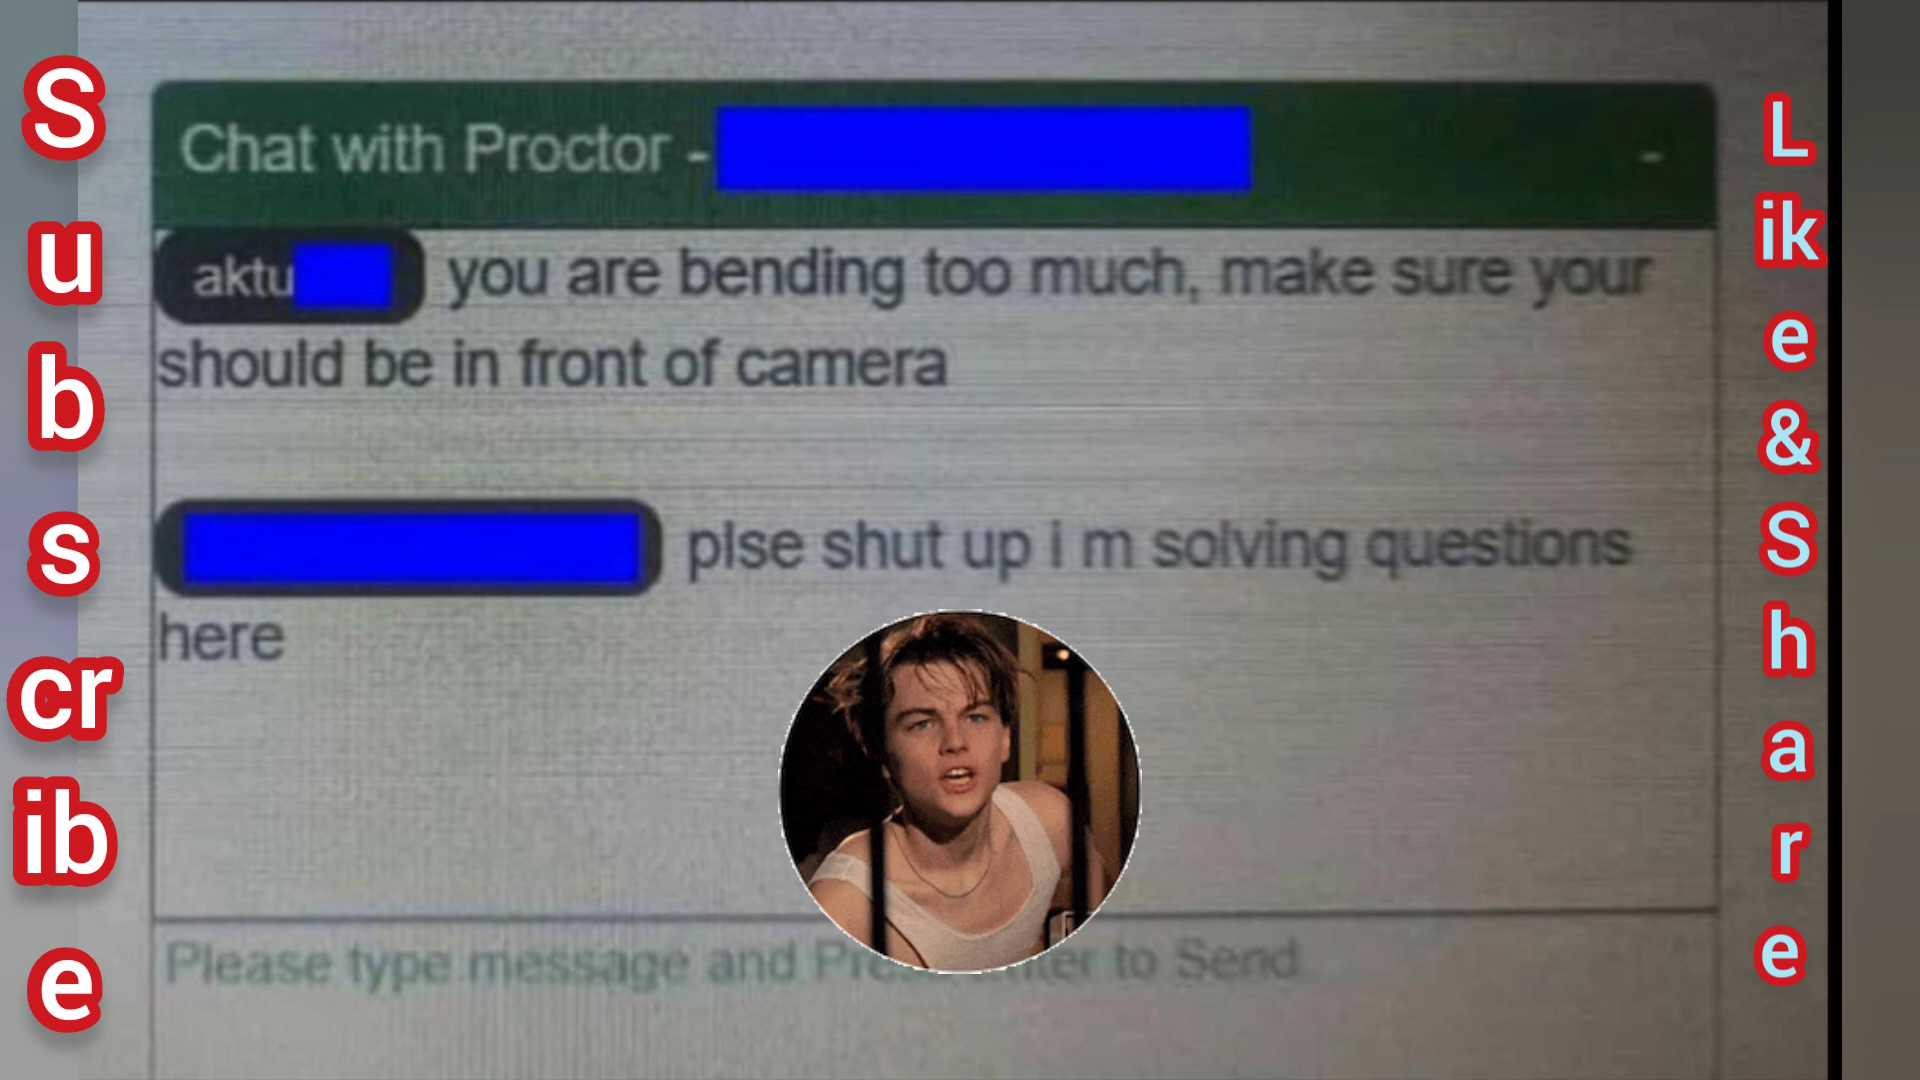 Subscribe
Chat with Proctor -
aktu you are bending too much, make sure your
should be in front of camera
plse shut up i m solving questions
here
Please type message and to Send
Like&Share